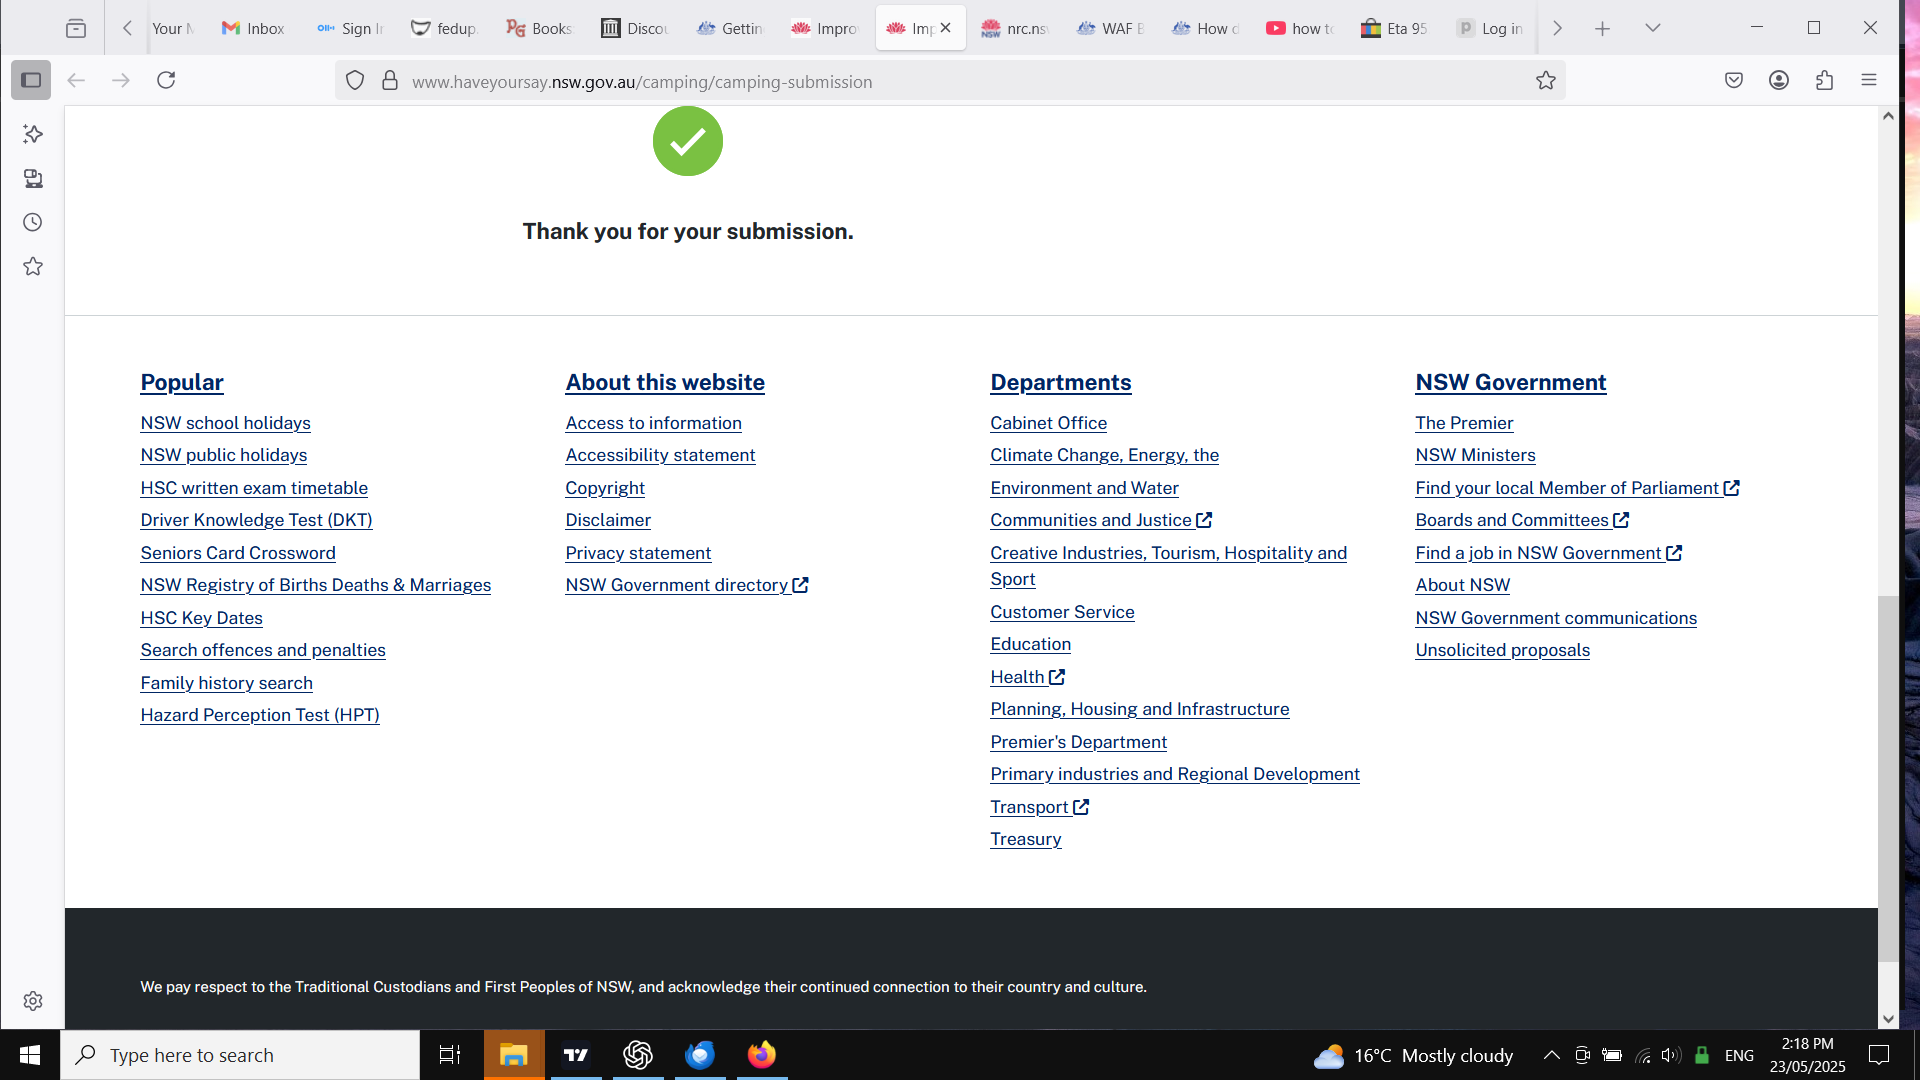 Your M
Inbox
Sign In
fedup.
Books
Discou
Gettin
Impro
Imp
nrc.nsw
WAF B
How d
how to
Eta 95
Log in
www.haveyoursay.nsw.gov.au/camping/camping-submission
Thank you for your submission.
Popular
NSW school holidays
NSW public holidays
HSC written exam timetable
Driver Knowledge Test (DKT)
Seniors Card Crossword
NSW Registry of Births Deaths & Marriages
HSC Key Dates
Search offences and penalties
Family history search
Hazard Perception Test (HPT)
About this website
Access to information
Accessibility statement
Copyright
Disclaimer
Privacy statement
NSW Government directory
Departments
Cabinet Office
Climate Change, Energy, the
Environment and Water
Communities and Justice
Creative Industries, Tourism, Hospitality and
Sport
Customer Service
Education
Health
Planning, Housing and Infrastructure
Premier's Department
Primary industries and Regional Development
Transport
Treasury
NSW Government
The Premier
NSW Ministers
Find your local Member of Parliament
Boards and Committees
Find a job in NSW Government
About NSW
NSW Government communications
Unsolicited proposals
We pay respect to the Traditional Custodians and First Peoples of NSW, and acknowledge their continued connection to their country and culture.
Type here to search
16°C Mostly cloudy
ENG
2:18 PM
23/05/2025